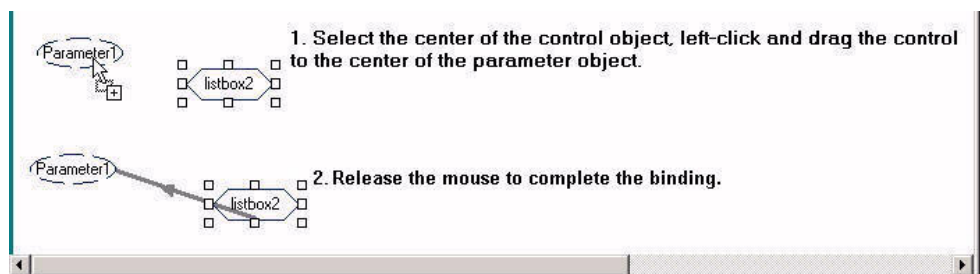 Parameter1
1. Select the center of the control object, left-click and drag the control
to the center of the parameter object.
listbox2
Parameter1
2. Release the mouse to complete the binding.
listbox2